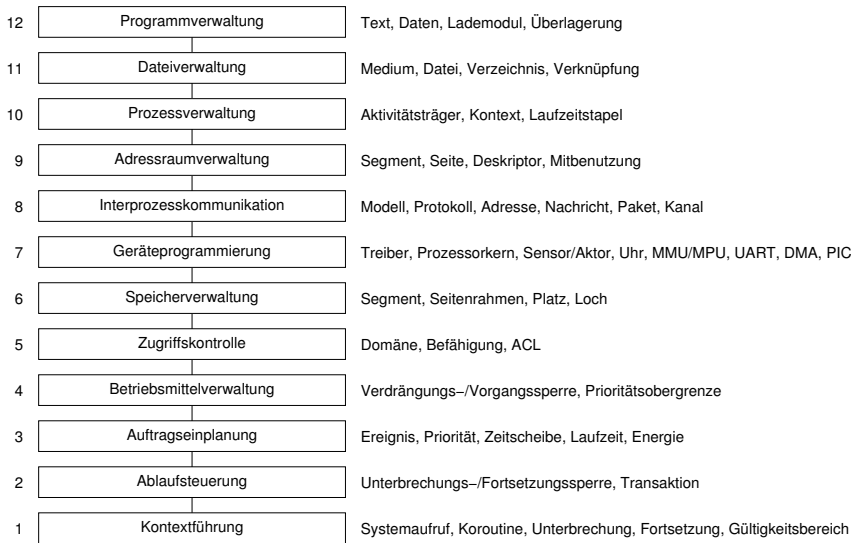 12 Programmverwaltung Text, Daten, Lademodul, Überlagerung
11 Dateiverwaltung Medium, Datei, Verzeichnis, Verknüpfung
10 Prozessverwaltung Aktivitätsträger, Kontext, Laufzeitstapel
9 Adressraumverwaltung Segment, Seite, Deskriptor, Mitbenutzung
8 Interprozesskommunikation Modell, Protokoll, Adresse, Nachricht, Paket, Kanal
7 Geräteprogrammierung Treiber, Prozessorkern, Sensor/Aktor, Uhr, MMU/MPU, UART, DMA, PIC
6 Speicherverwaltung Segment, Seitenrahmen, Platz, Loch
5 Zugriffskontrolle Domäne, Befähigung, ACL
4 Betriebsmittelverwaltung Verdrängungs−/Vorgangssperre, Prioritätsobergrenze
3 Auftragseinplanung Ereignis, Priorität, Zeitscheibe, Laufzeit, Energie
2 Ablaufsteuerung Unterbrechungs−/Fortsetzungssperre, Transaktion
1 Kontextführung Systemaufruf, Koroutine, Unterbrechung, Fortsetzung, Gültigkeitsbereich